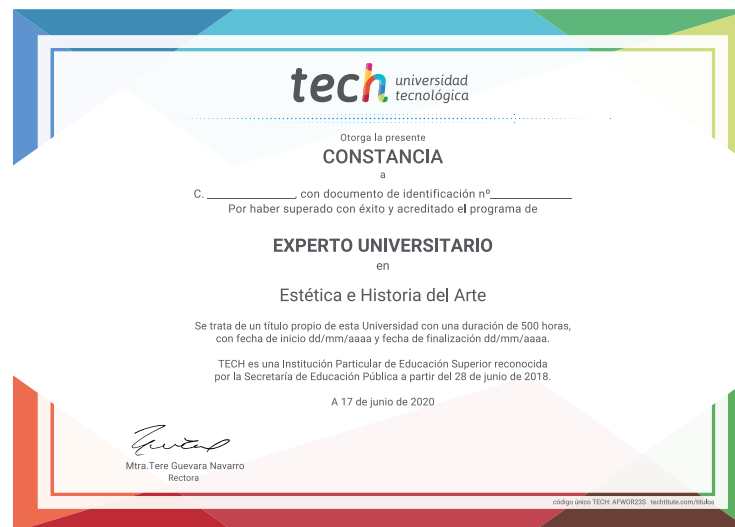 tech universidad
tecnológica
Otorga la presente
CONSTANCIA
a
C. ________________, con documento de identificación nº______________
Por haber superado con éxito y acreditado el programa de
EXPERTO UNIVERSITARIO
en
Estética e Historia del Arte
Se trata de un título propio de esta Universidad con una duración de 500 horas,
con fecha de inicio dd/mm/aaaa y fecha de finalización dd/mm/aaaa.
TECH es una Institución Particular de Educación Superior reconocida
por la Secretaría de Educación Pública a partir del 28 de junio de 2018.
A 17 de junio de 2020
Mtra.Tere Guevara Navarro
Rectora
código único TECH: AFWOR23S techtitute.com/titulos